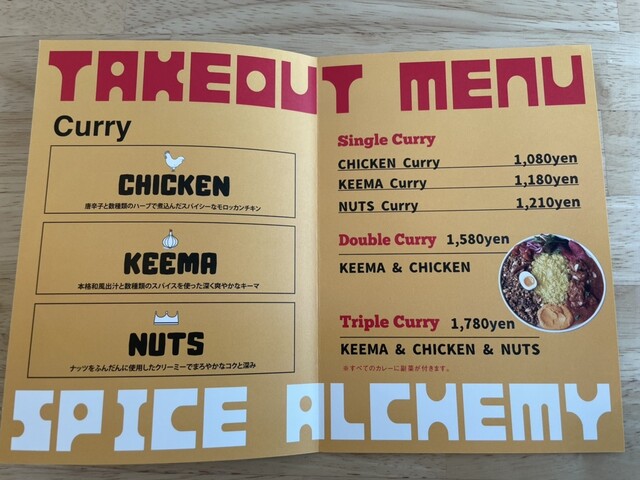 TAKEOUT MENU
Curry
CHICKEN
唐辛子と数種類のハーブで煮込んだスパイシーなモロッカンチキン
KEEMA
本格和風出汁と数種類のスパイスを使った深く爽やかなキーマ
NUTS
ナッツをふんだんに使用したクリーミーでまろやかなコクと深み
Single Curry
CHICKEN Curry 1,080yen
KEEMA Curry 1,180yen
NUTS Curry 1,210yen
Double Curry 1,580yen
KEEMA & CHICKEN
Triple Curry 1,780yen
KEEMA & CHICKEN & NUTS
※すべてのカレーに副菜が付きます。
SPICE ALCHEMY